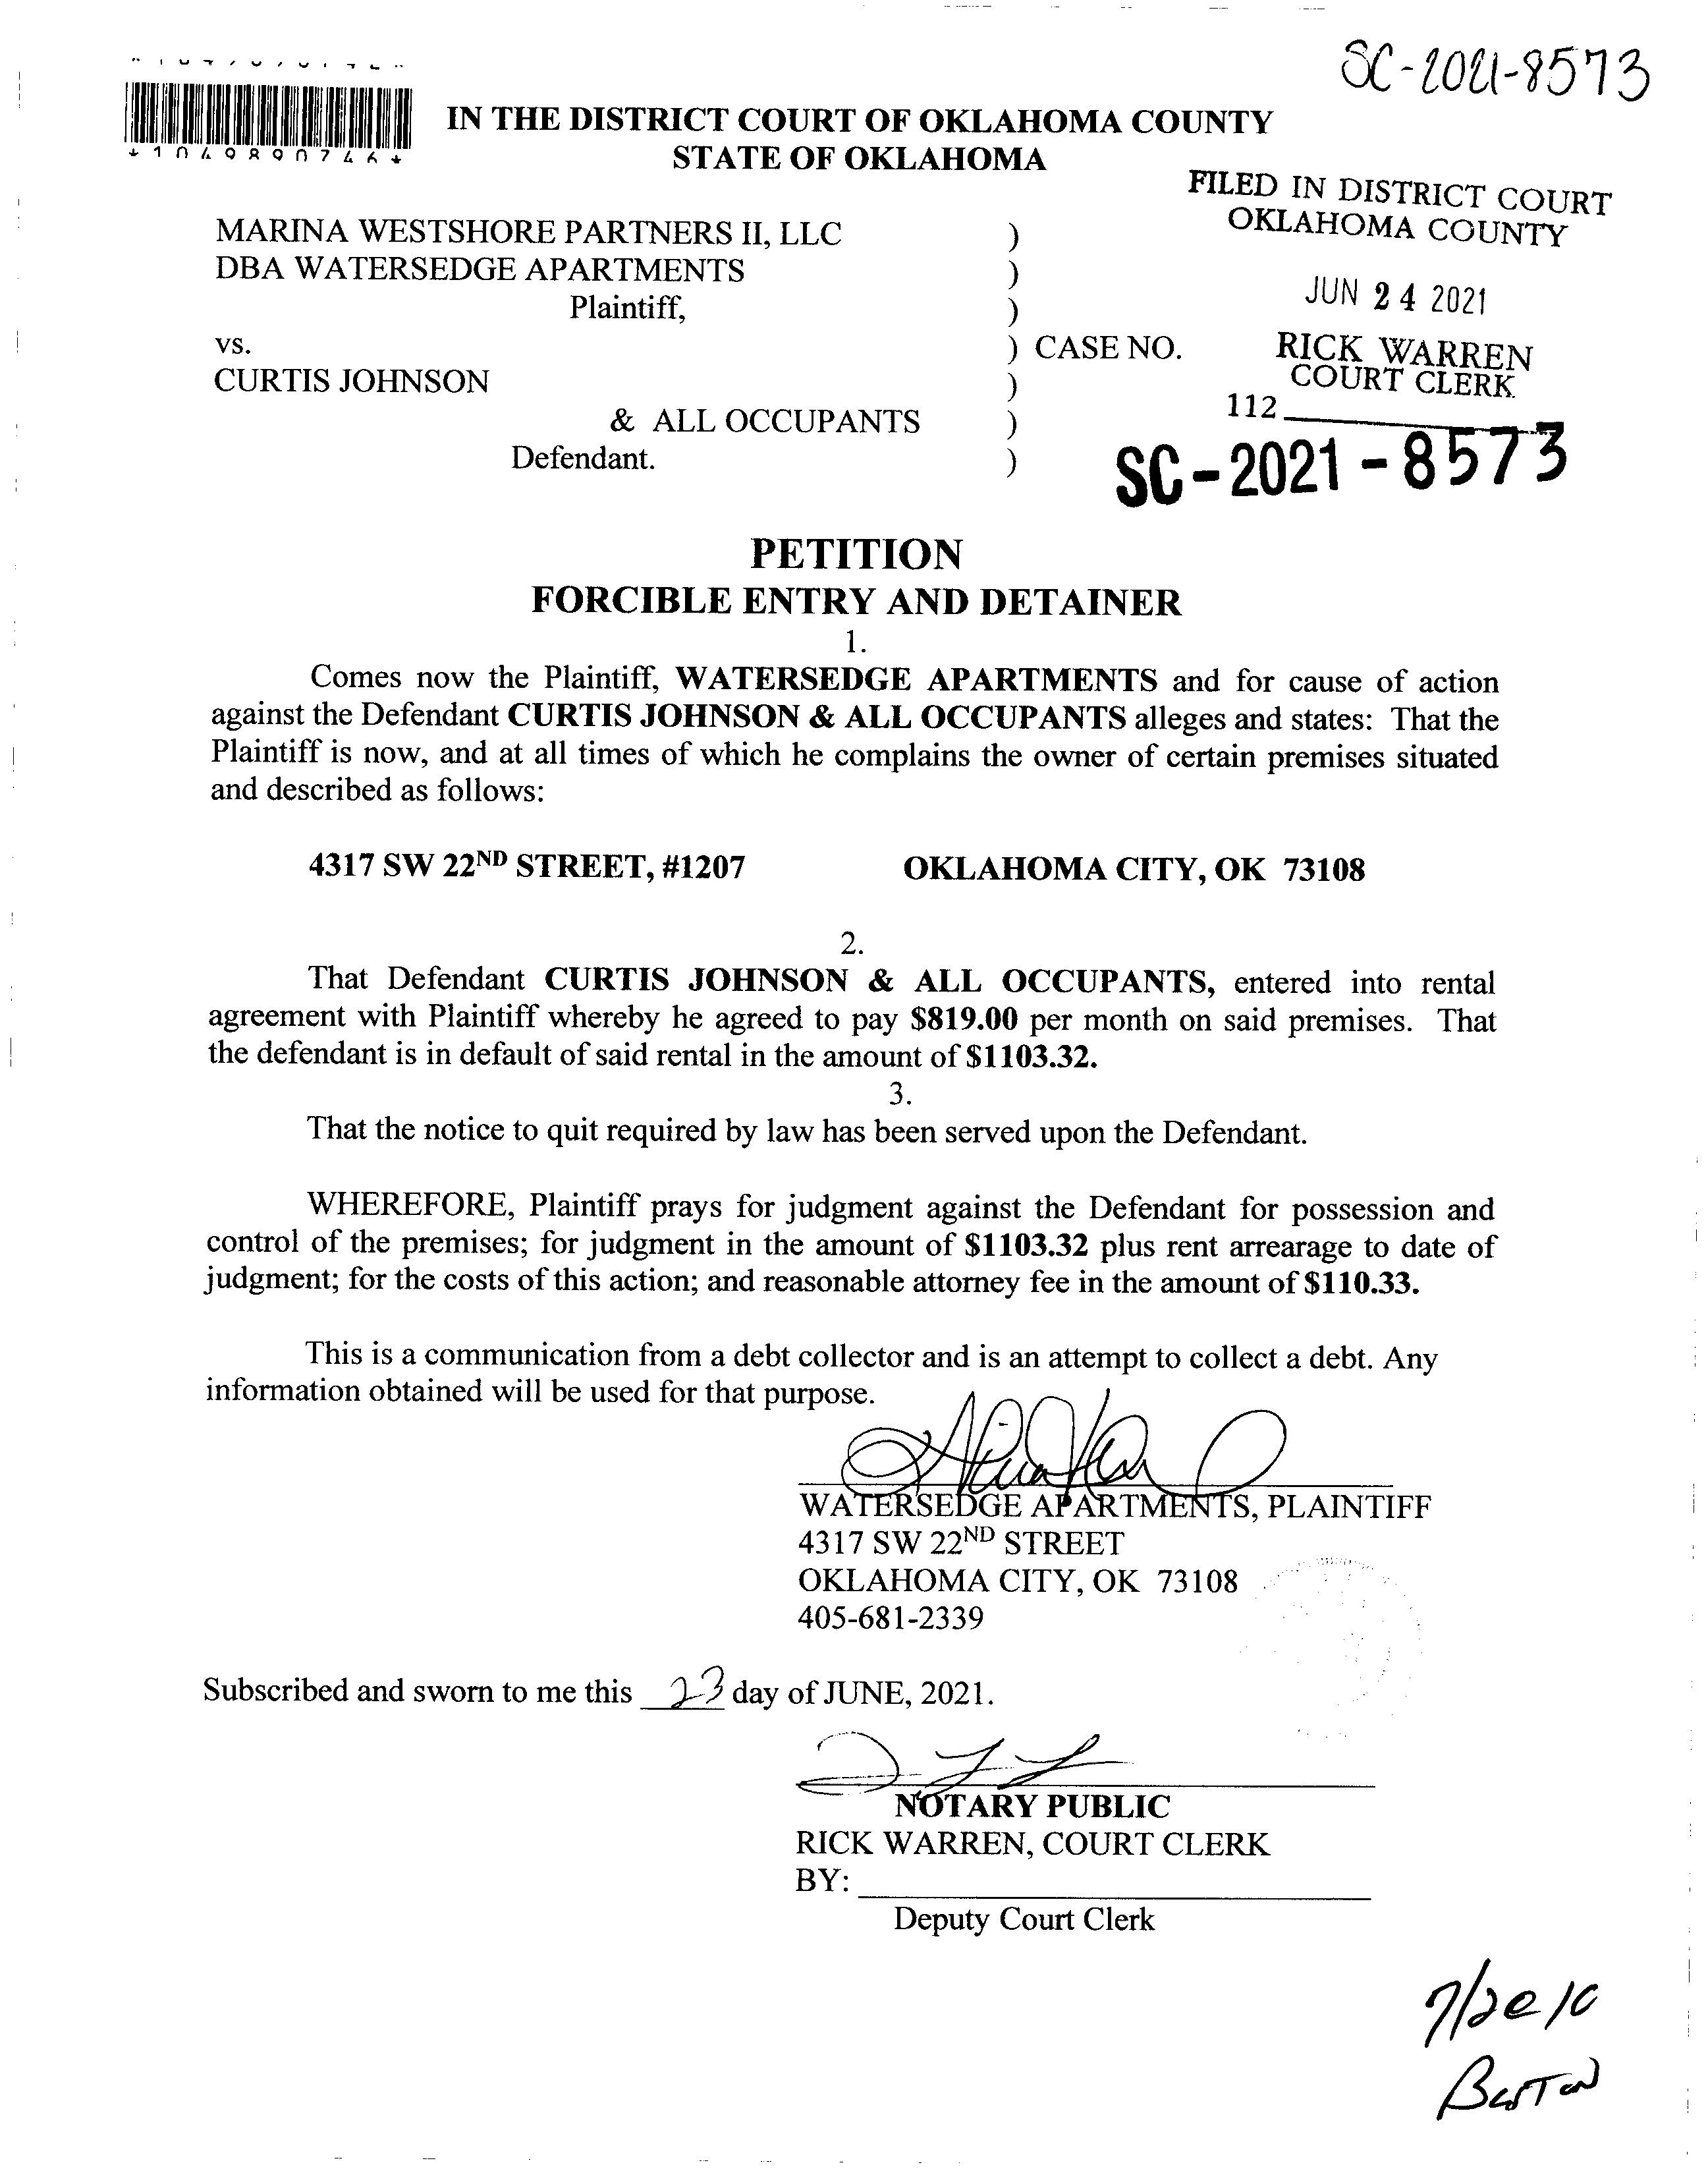 SC-2021-8573
*1049890746*
IN THE DISTRICT COURT OF OKLAHOMA COUNTY
STATE OF OKLAHOMA
FILED IN DISTRICT COURT
OKLAHOMA COUNTY
JUN 24 2021
RICK WARREN
COURT CLERK
112
MARINA WESTSHORE PARTNERS II, LLC )
DBA WATERSEDGE APARTMENTS )
Plaintiff, )
vs. ) CASE NO.
CURTIS JOHNSON )
& ALL OCCUPANTS )
Defendant. )
SC-2021-8573
PETITION
FORCIBLE ENTRY AND DETAINER
1.
Comes now the Plaintiff, WATERSEDGE APARTMENTS and for cause of action
against the Defendant CURTIS JOHNSON & ALL OCCUPANTS alleges and states: That the
Plaintiff is now, and at all times of which he complains the owner of certain premises situated
and described as follows:
4317 SW 22ND STREET, #1207 OKLAHOMA CITY, OK 73108
2.
That Defendant CURTIS JOHNSON & ALL OCCUPANTS, entered into rental
agreement with Plaintiff whereby he agreed to pay $819.00 per month on said premises. That
the defendant is in default of said rental in the amount of $1103.32.
3.
That the notice to quit required by law has been served upon the Defendant.
WHEREFORE, Plaintiff prays for judgment against the Defendant for possession and
control of the premises; for judgment in the amount of $1103.32 plus rent arrearage to date of
judgment; for the costs of this action; and reasonable attorney fee in the amount of $110.33.
This is a communication from a debt collector and is an attempt to collect a debt. Any
information obtained will be used for that purpose.
WATERSEDGE APARTMENTS, PLAINTIFF
4317 SW 22ND STREET
OKLAHOMA CITY, OK 73108
405-681-2339
Subscribed and sworn to me this 23 day of JUNE, 2021.
NOTARY PUBLIC
RICK WARREN, COURT CLERK
BY:
Deputy Court Clerk
7/2e10